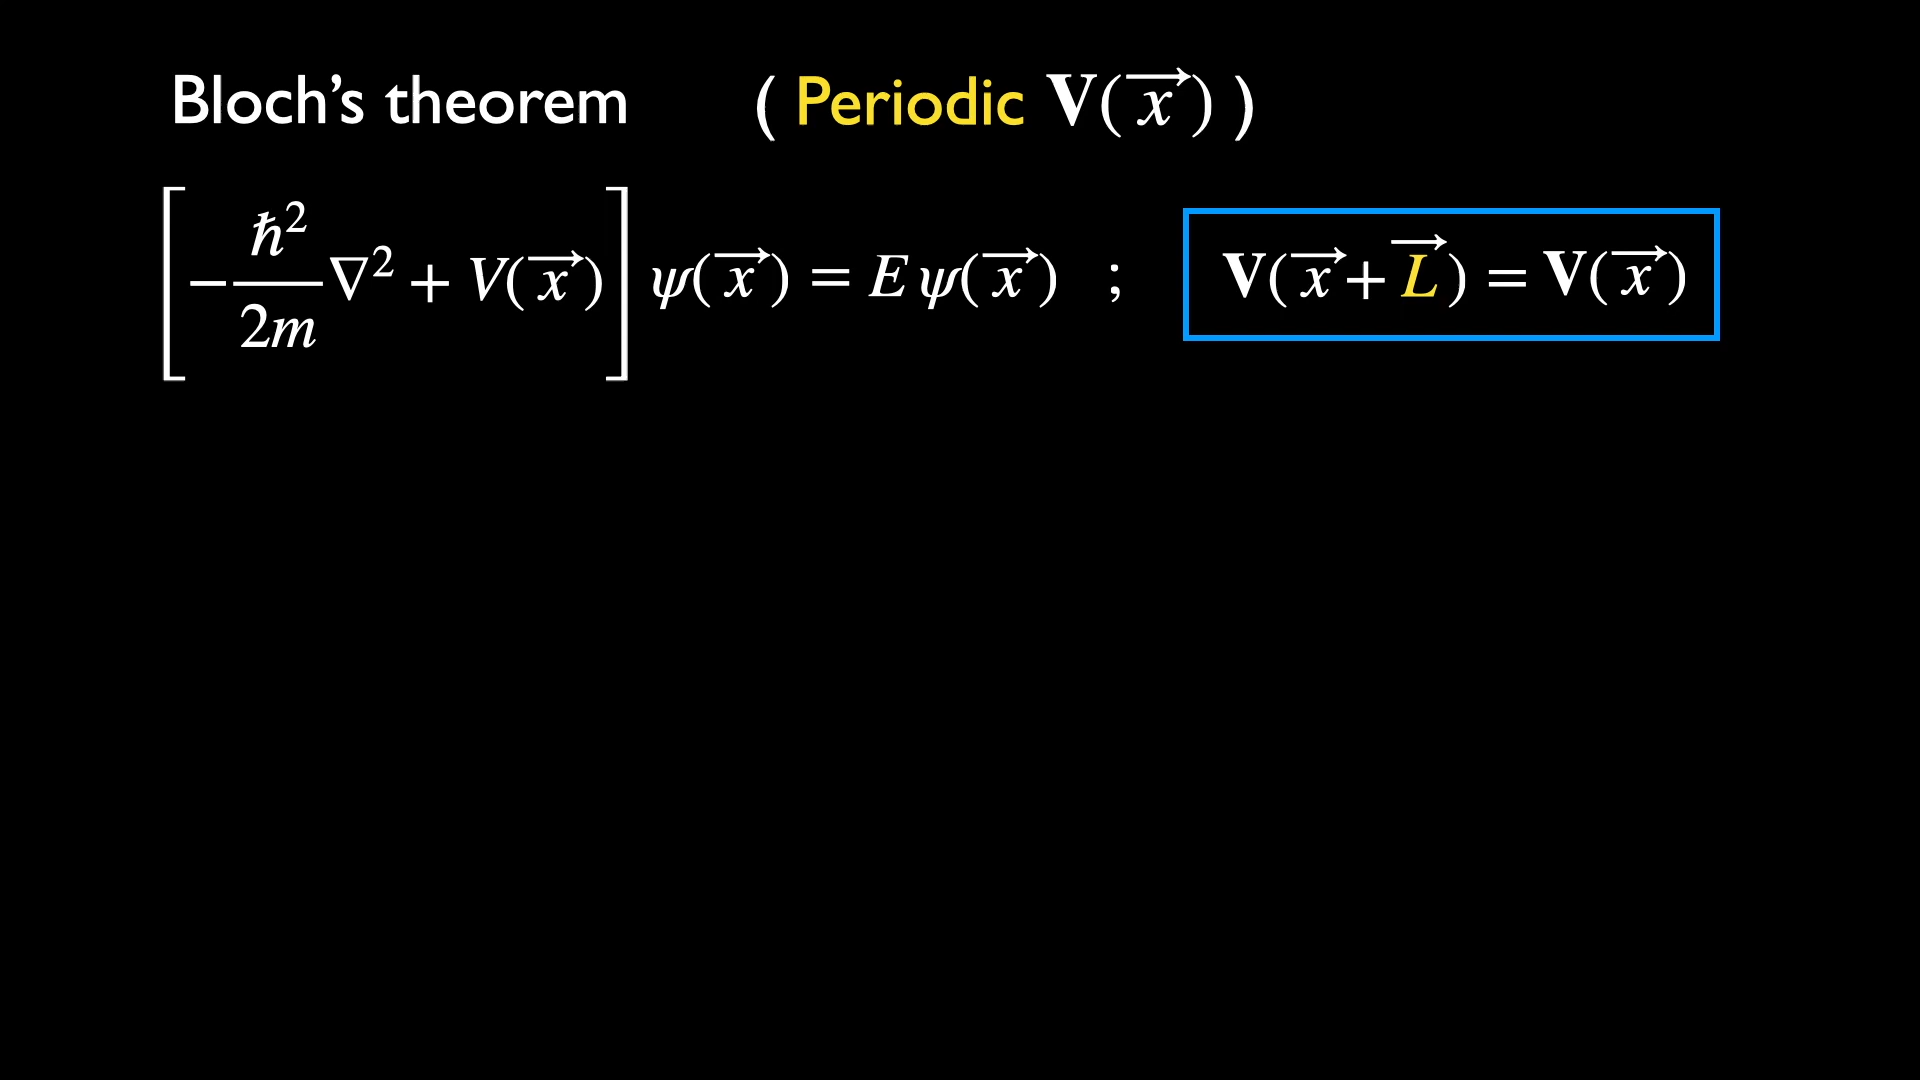 Bloch’s theorem ( Periodic V(x⃗) )
[−ħ²/2m ∇² + V(x⃗)] ψ(x⃗) = E ψ(x⃗) ; V(x⃗ + L⃗) = V(x⃗)